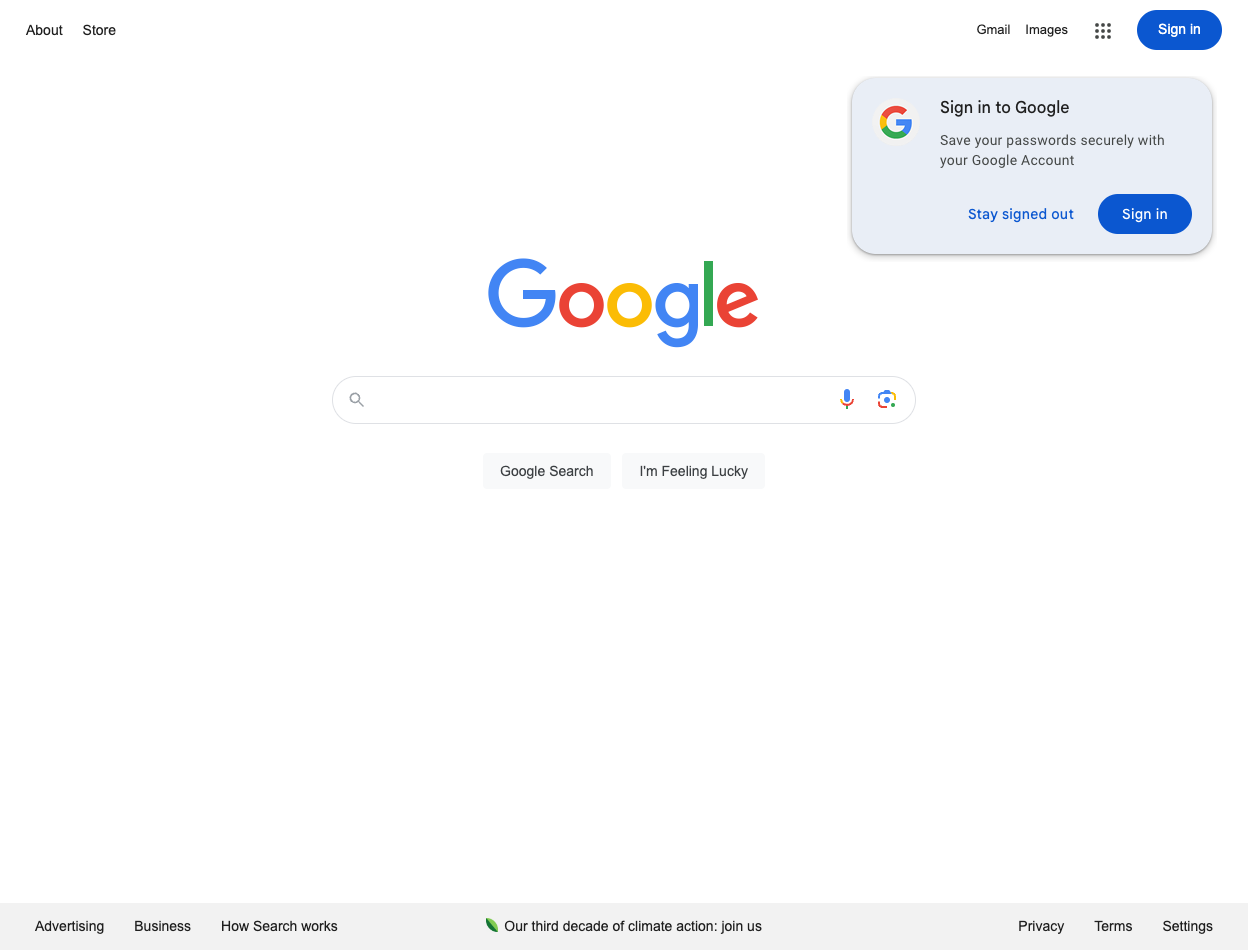 About Store Gmail Images Sign in
Sign in to Google
Save your passwords securely with
your Google Account
Stay signed out Sign in
Google
Google Search I'm Feeling Lucky
Advertising Business How Search works Our third decade of climate action: join us Privacy Terms Settings